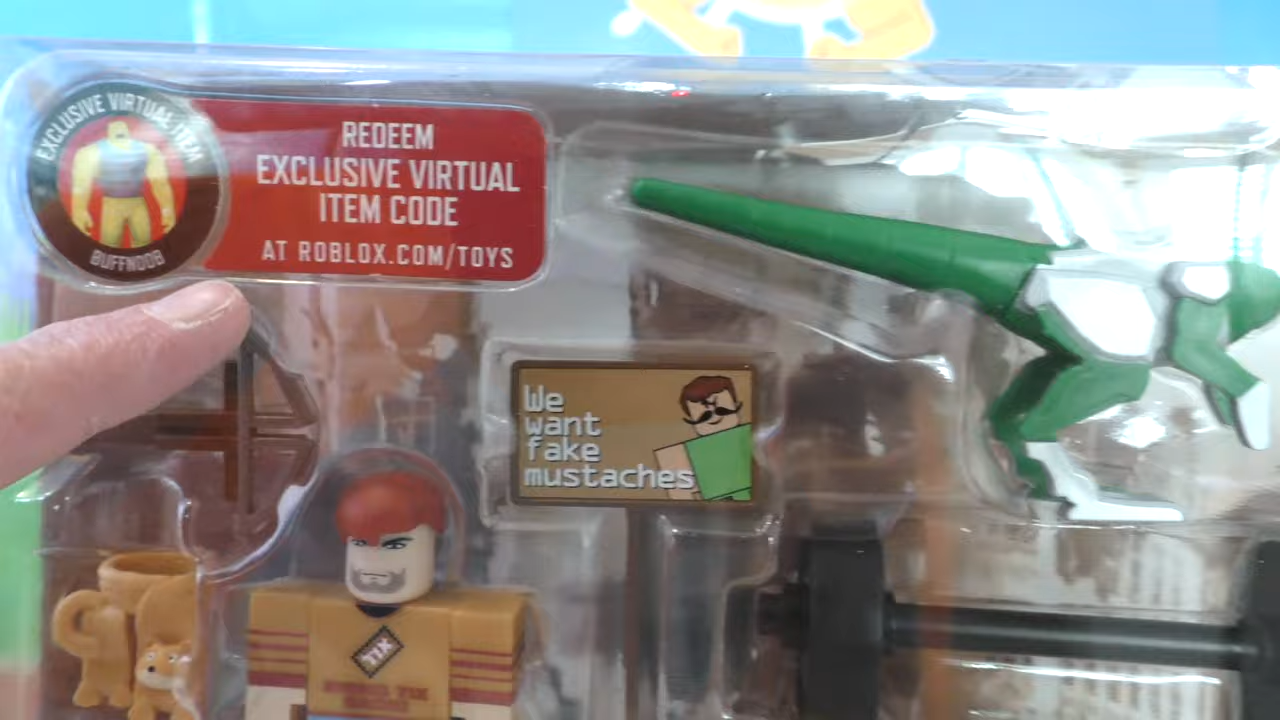 EXCLUSIVE VIRTUAL ITEM
BUFFNOOB
REDEEM
EXCLUSIVE VIRTUAL
ITEM CODE
AT ROBLOX.COM/TOYS
We
want
fake
mustaches
TIX